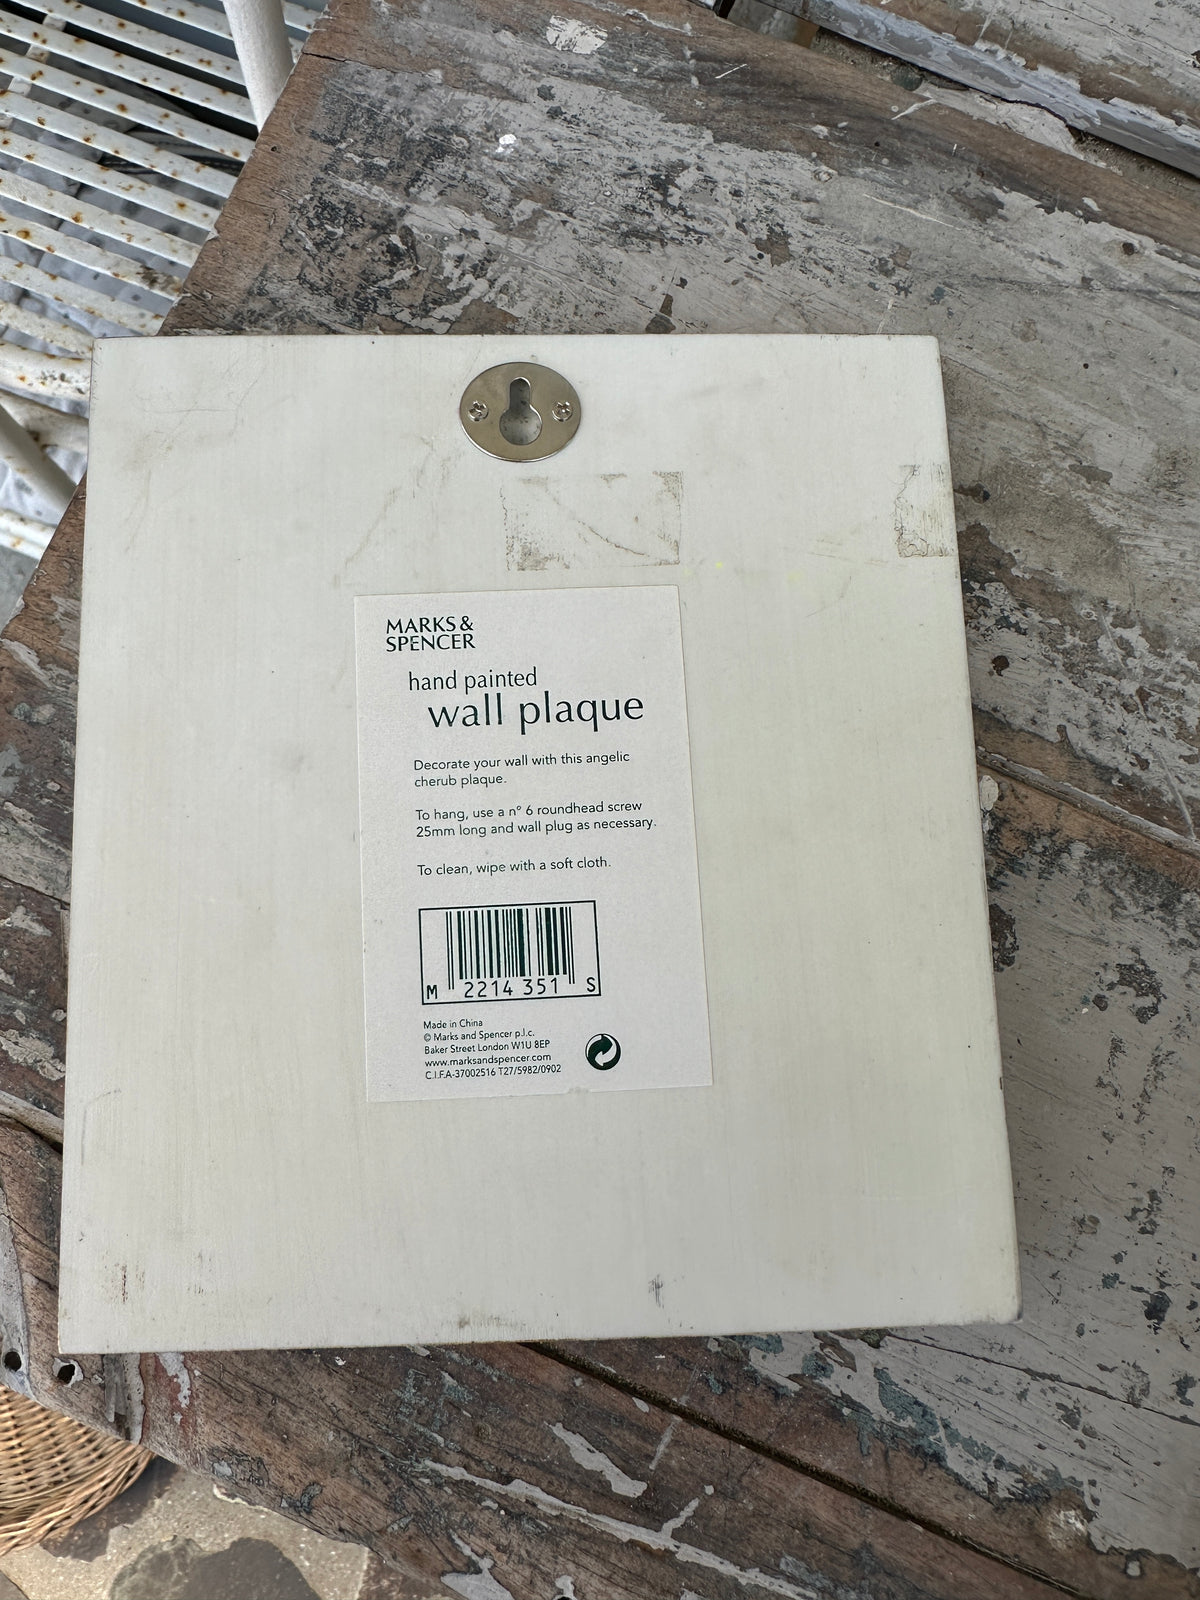 MARKS &
SPENCER
hand painted
wall plaque
Decorate your wall with this angelic
cherub plaque.
To hang, use a nº 6 roundhead screw
25mm long and wall plug as necessary.
To clean, wipe with a soft cloth.
M 2214 351 S
Made in China
© Marks and Spencer p.l.c.
Baker Street London W1U 8EP
www.marksandspencer.com
C.I.F.A-37002516 T27/5982/0902